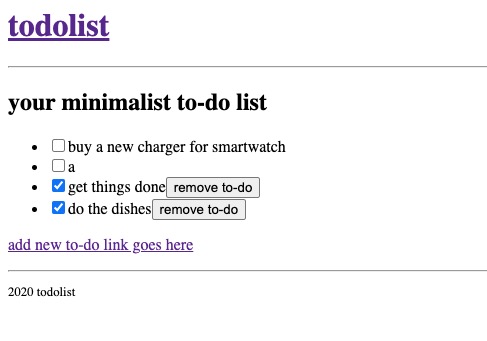 todolist
your minimalist to-do list
buy a new charger for smartwatch
a
get things done remove to-do
do the dishes remove to-do
add new to-do link goes here
2020 todolist